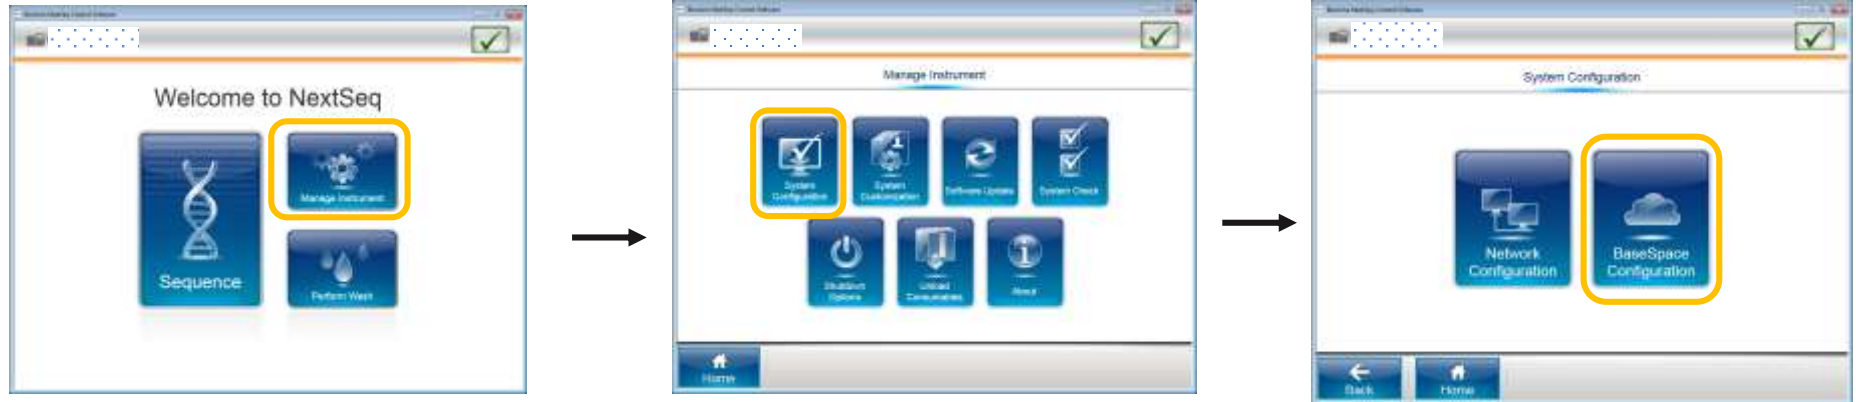 Welcome to NextSeq
Sequence
Manage Instrument
Perform Wash
Manage Instrument
System
Configuration
System
Customization
Software Update
System Check
Shutdown
Options
Unload
Consumables
About
Home
System Configuration
Network
Configuration
BaseSpace
Configuration
Back
Home